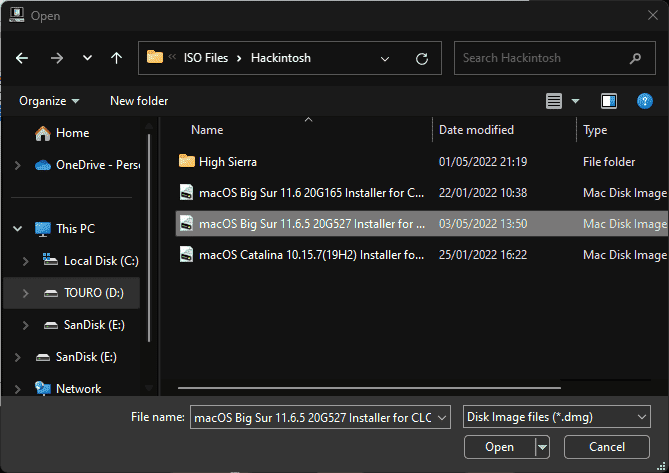 Open
ISO Files
Hackintosh
Search Hackintosh
Organize
New folder
Name
Date modified
Type
Home
OneDrive - Pers
This PC
Local Disk (C:)
TOURO (D:)
SanDisk (E:)
SanDisk (E:)
Network
High Sierra 01/05/2022 21:19 File folder
macOS Big Sur 11.6 20G165 Installer for C... 22/01/2022 10:38 Mac Disk Image
macOS Big Sur 11.6.5 20G527 Installer for ... 03/05/2022 13:50 Mac Disk Image
macOS Catalina 10.15.7(19H2) Installer fo... 25/01/2022 16:22 Mac Disk Image
File name: macOS Big Sur 11.6.5 20G527 Installer for CLO
Disk Image files (*.dmg)
Open
Cancel